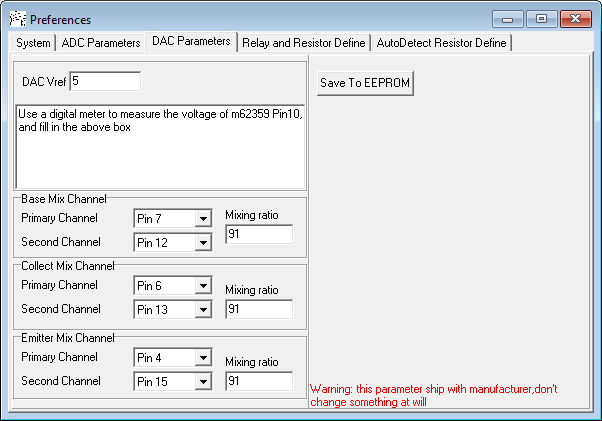 Preferences
System
ADC Parameters
DAC Parameters
Relay and Resistor Define
AutoDetect Resistor Define
DAC Vref
5
Use a digital meter to measure the voltage of m62359 Pin10,
and fill in the above box
Save To EEPROM
Base Mix Channel
Primary Channel
Pin 7
Second Channel
Pin 12
Mixing ratio
91
Collect Mix Channel
Primary Channel
Pin 6
Second Channel
Pin 13
Mixing ratio
91
Emitter Mix Channel
Primary Channel
Pin 4
Second Channel
Pin 15
Mixing ratio
91
Warning: this parameter ship with manufacturer,don't
change something at will